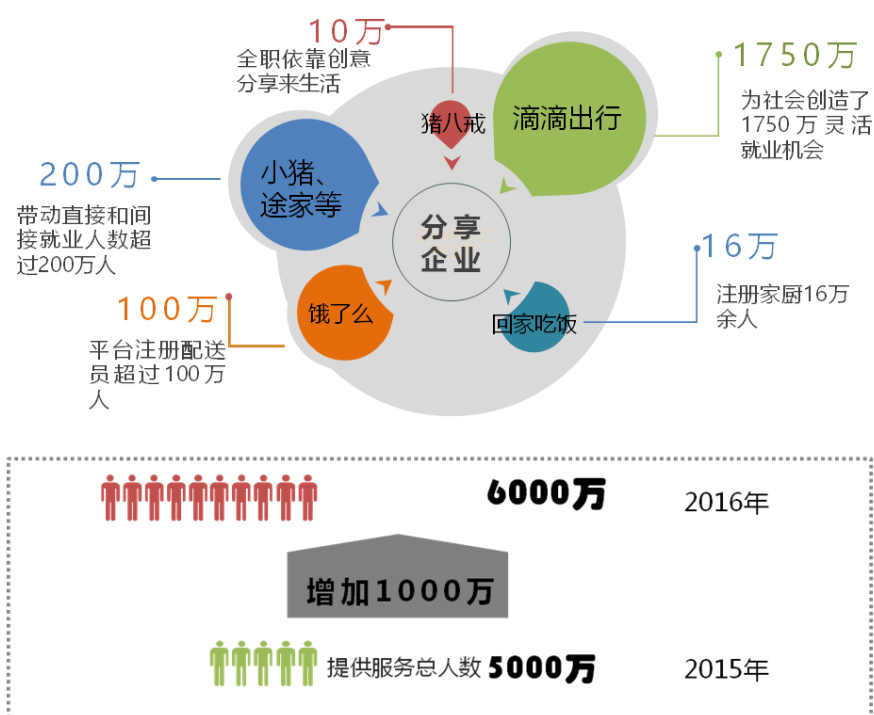 10万
全职依靠创意
分享来生活
猪八戒
滴滴出行
1750万
为社会创造了
1750万灵活
就业机会
200万
带动直接和间
接就业人数超
过200万人
小猪、
途家等
分享
企业
16万
注册家厨16万
余人
100万
平台注册配送
员超过100万
人
饿了么
回家吃饭
6000万
2016年
增加1000万
提供服务总人数 5000万
2015年